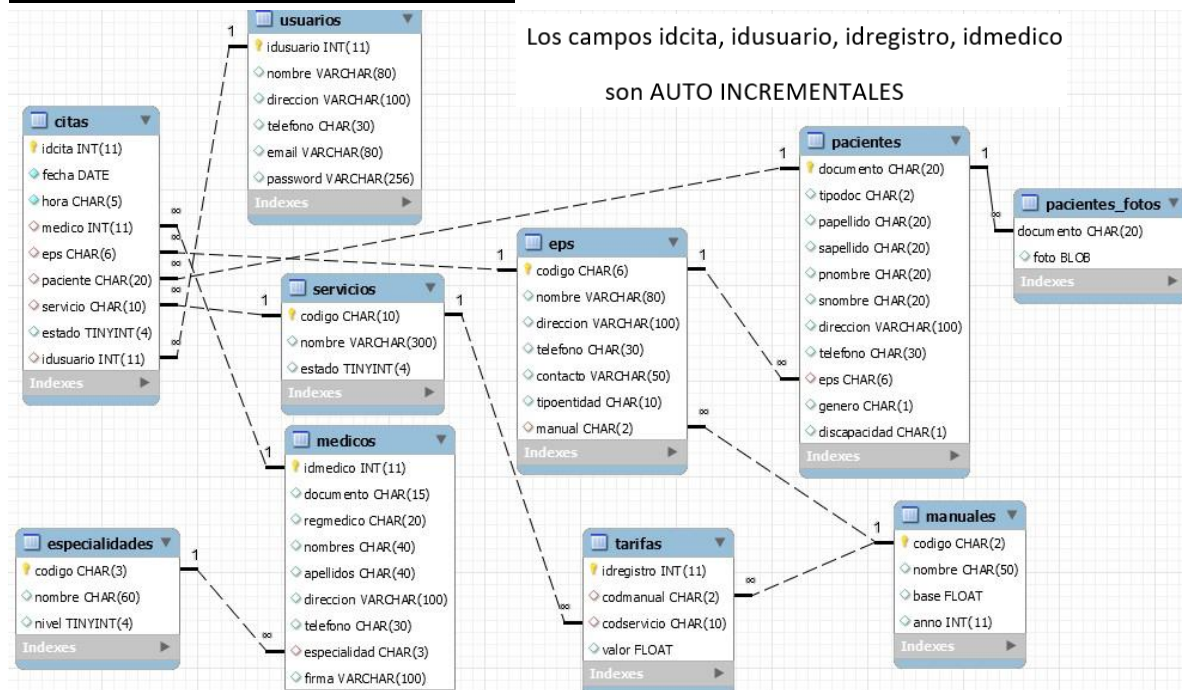 Los campos idcita, idusuario, idregistro, idmedico
son AUTO INCREMENTALES
usuarios
idusuario INT(11)
nombre VARCHAR(80)
direccion VARCHAR(100)
telefono CHAR(30)
email VARCHAR(80)
password VARCHAR(256)
Indexes
citas
idcita INT(11)
fecha DATE
hora CHAR(5)
medico INT(11)
eps CHAR(6)
paciente CHAR(20)
servicio CHAR(10)
estado TINYINT(4)
idusuario INT(11)
Indexes
servicios
codigo CHAR(10)
nombre VARCHAR(300)
estado TINYINT(4)
Indexes
eps
codigo CHAR(6)
nombre VARCHAR(80)
direccion VARCHAR(100)
telefono CHAR(30)
contacto VARCHAR(50)
tipoentidad CHAR(10)
manual CHAR(2)
Indexes
pacientes
documento CHAR(20)
tipodoc CHAR(2)
papellido CHAR(20)
sapellido CHAR(20)
pnombre CHAR(20)
snombre CHAR(20)
direccion VARCHAR(100)
telefono CHAR(30)
eps CHAR(6)
genero CHAR(1)
discapacidad CHAR(1)
Indexes
pacientes_fotos
documento CHAR(20)
foto BLOB
Indexes
medicos
idmedico INT(11)
documento CHAR(15)
regmedico CHAR(20)
nombres CHAR(40)
apellidos CHAR(40)
direccion VARCHAR(100)
telefono CHAR(30)
especialidad CHAR(3)
firma VARCHAR(100)
especialidades
codigo CHAR(3)
nombre CHAR(60)
nivel TINYINT(4)
Indexes
tarifas
idregistro INT(11)
codmanual CHAR(2)
codservicio CHAR(10)
valor FLOAT
Indexes
manuales
codigo CHAR(2)
nombre CHAR(50)
base FLOAT
anno INT(11)
Indexes
1
1
1
1
1
1
1
1
1
1
∞
∞
∞
∞
∞
∞
∞
∞
∞
∞
∞